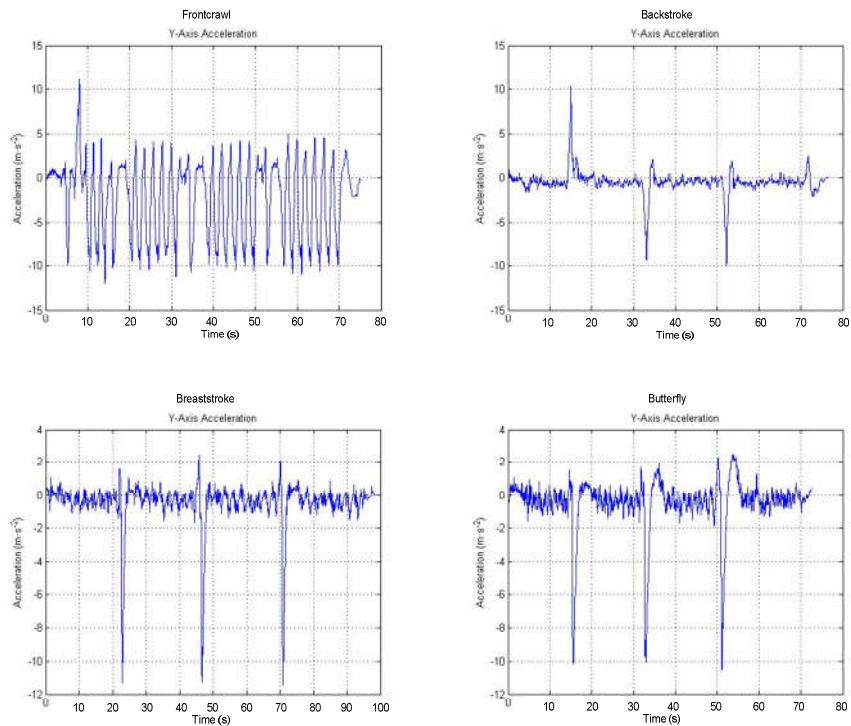 Frontcrawl
Y-Axis Acceleration
Acceleration (m·s⁻²)
15
10
5
0
-5
-10
-15
0 10 20 30 40 50 60 70 80
Time (s)
Backstroke
Y-Axis Acceleration
Acceleration (m·s⁻²)
15
10
5
0
-5
-10
-15
0 10 20 30 40 50 60 70 80
Time (s)
Breaststroke
Y-Axis Acceleration
Acceleration (m·s⁻²)
4
2
0
-2
-4
-6
-8
-10
-12
0 10 20 30 40 50 60 70 80 90 100
Time (s)
Butterfly
Y-Axis Acceleration
Acceleration (m·s⁻²)
4
2
0
-2
-4
-6
-8
-10
-12
0 10 20 30 40 50 60 70 80
Time (s)